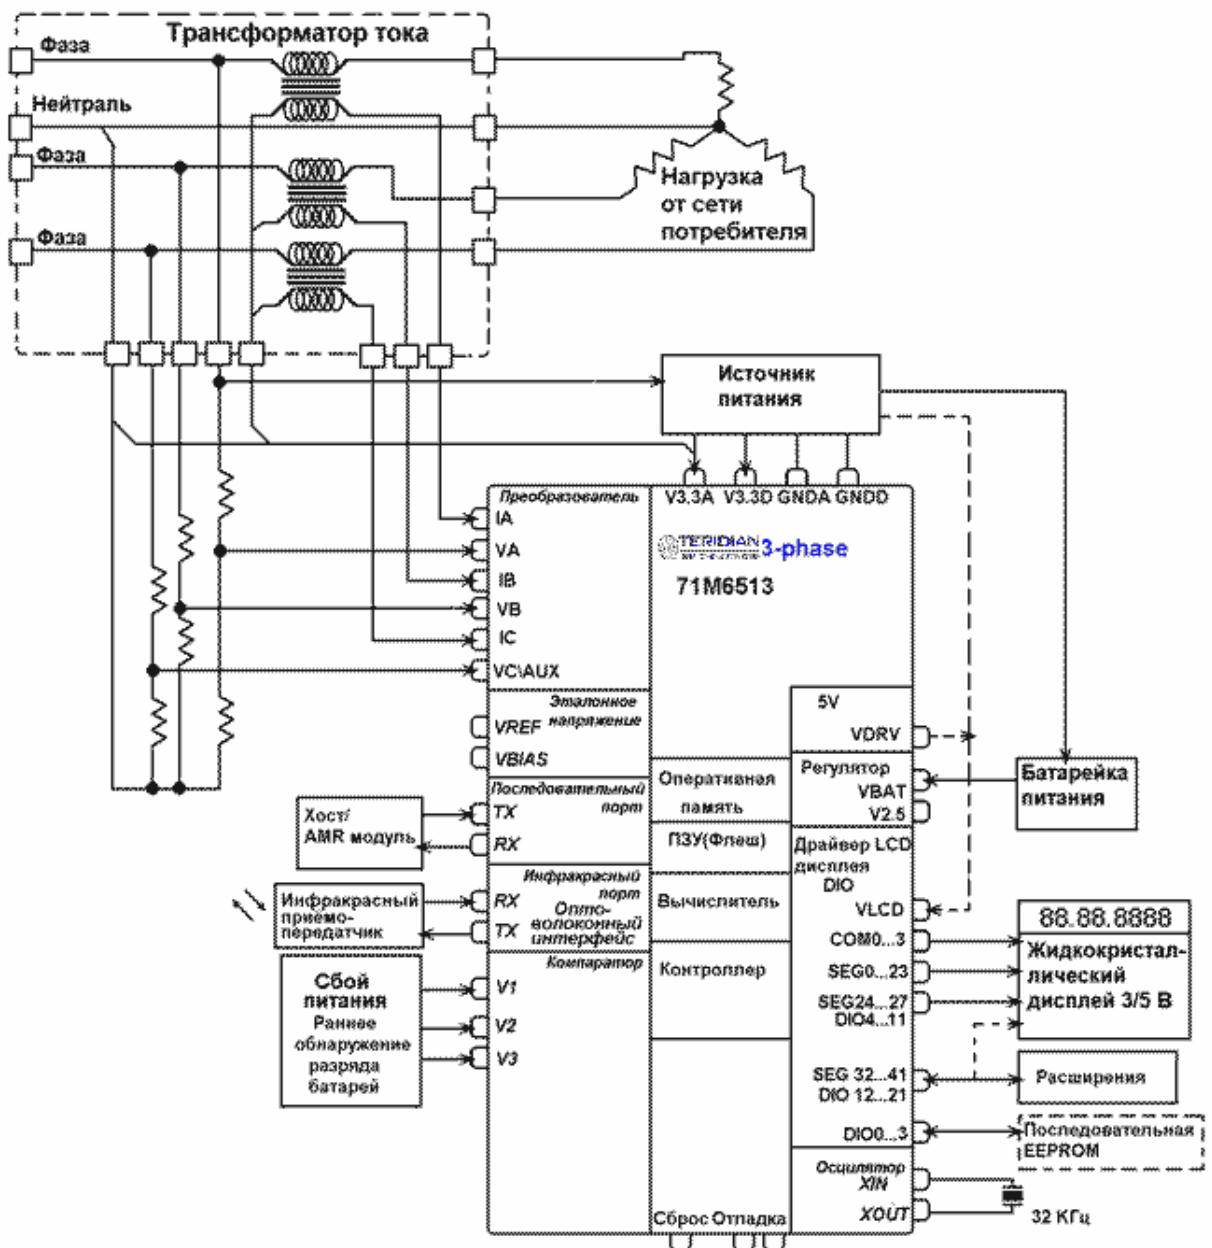 Трансформатор тока
Фаза
Нейтраль
Фаза
Фаза
Нагрузка
от сети
потребителя
Источник
питания
V3.3A V3.3D GNDA GNDD
Преобразователь
IA
VA
IB
VB
IC
VC\AUX
TERIDIAN 3-phase
71M6513
Эталонное
напряжение
VREF
VBIAS
5V
VDRV
Регулятор
VBAT
V2.5
Батарейка
питания
Последовательный
порт
TX
RX
Хост/
AMR модуль
Оперативная
память
ПЗУ(Флеш)
Вычислитель
Контроллер
Инфракрасный
приемо-
передатчик
Инфракрасный
порт
Опто-
волоконный
интерфейс
RX
TX
Компаратор
V1
V2
V3
Сбой
питания
Раннее
обнаружение
разряда
батарей
Драйвер LCD
дисплея
DIO
VLCD
COM0...3
SEG0...23
SEG24...27
DIO4...11
SEG 32...41
DIO 12...21
DIO0...3
88.88.8888
Жидкокристал-
лический
дисплей 3/5 В
Расширения
Последовательная
EEPROM
Осцилятор
XIN
XOUT
32 КГц
Сброс Отладка